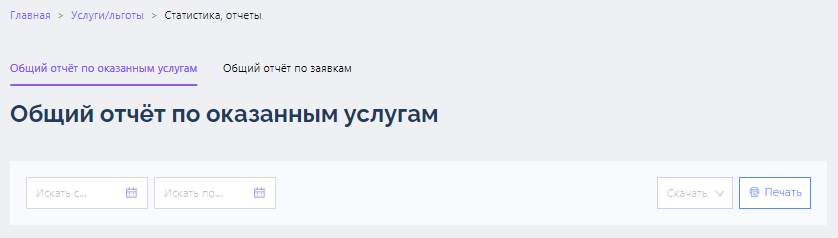 Главная > Услуги/льготы > Статистика, отчеты
Общий отчёт по оказанным услугам Общий отчёт по заявкам
Общий отчёт по оказанным услугам
Искать с... Искать по... Скачать Печать